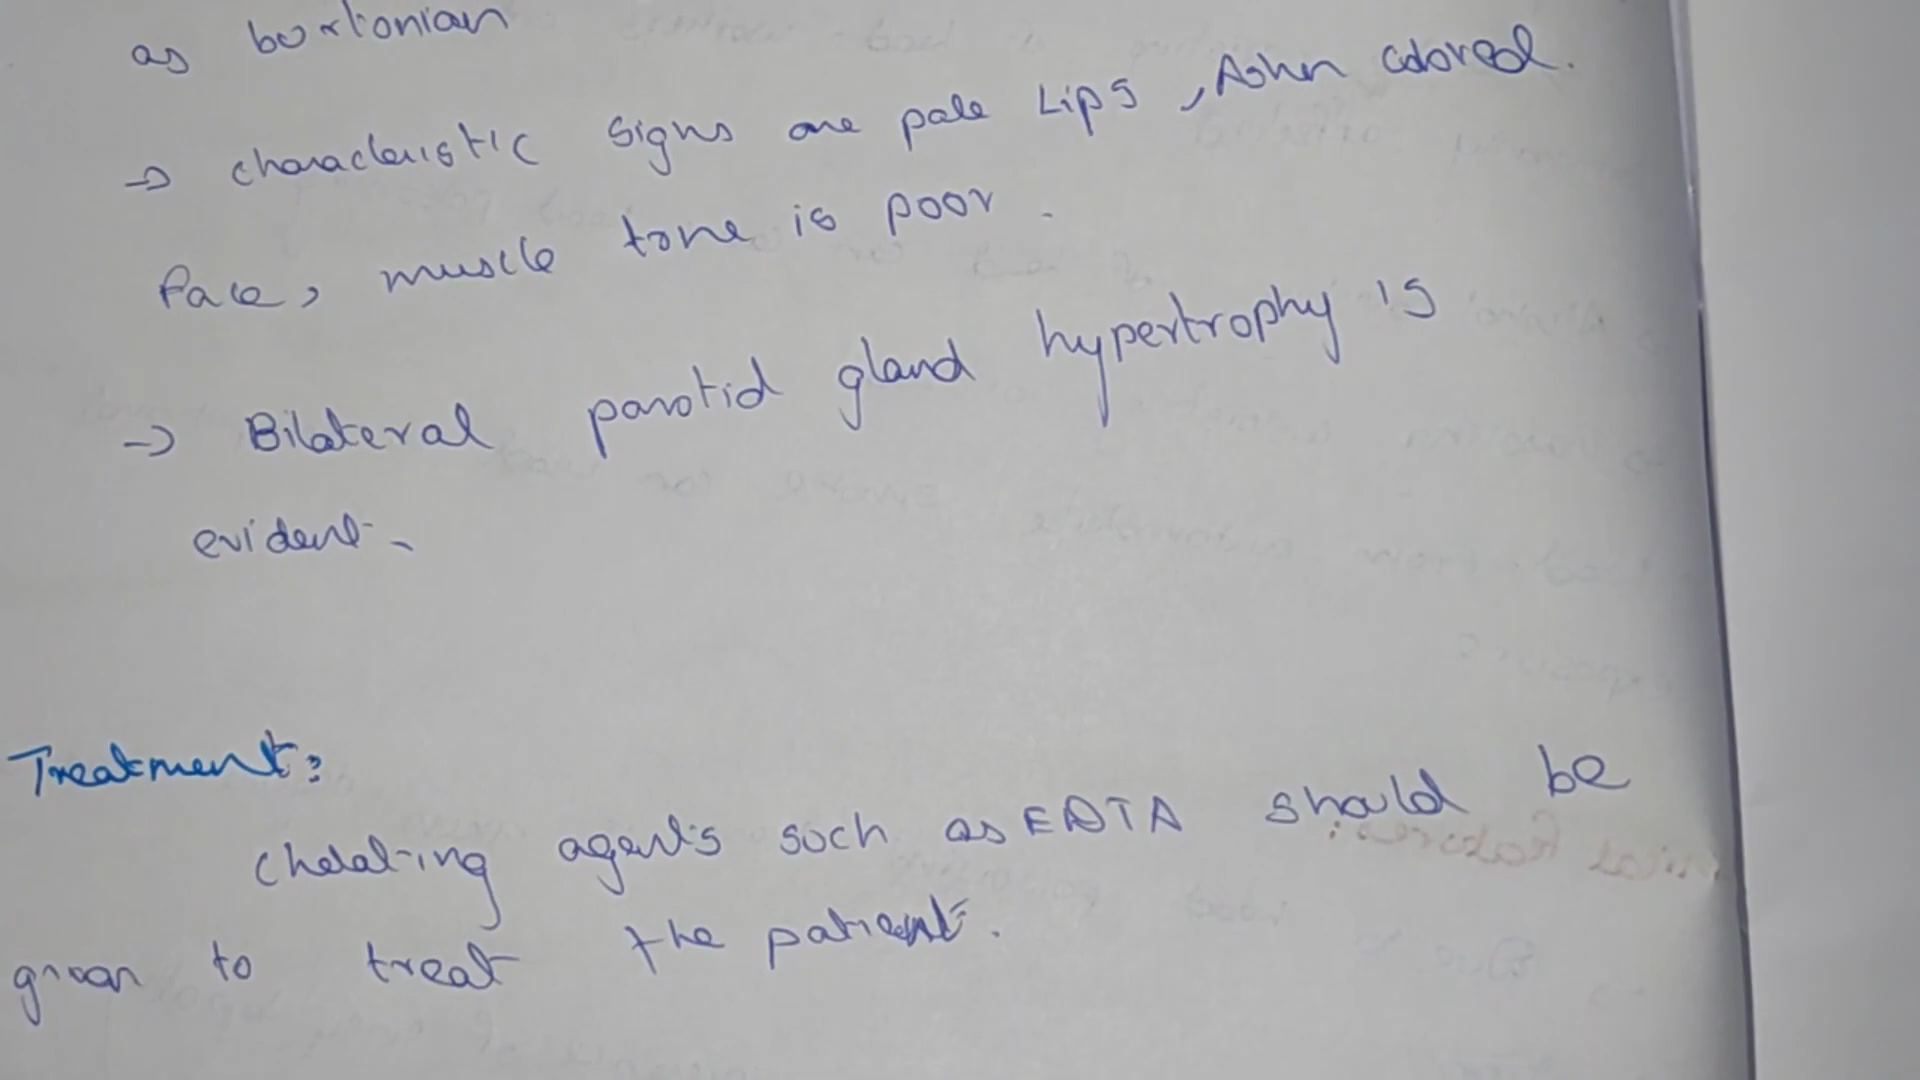 as burtonian
→ characteristic signs are pale Lips, Ashn colored.
face, muscle tone is poor.
→ Bilateral parotid gland hypertrophy is
evident.
Treatment:
chelating agents such as EDTA should be
given to treat the patient.